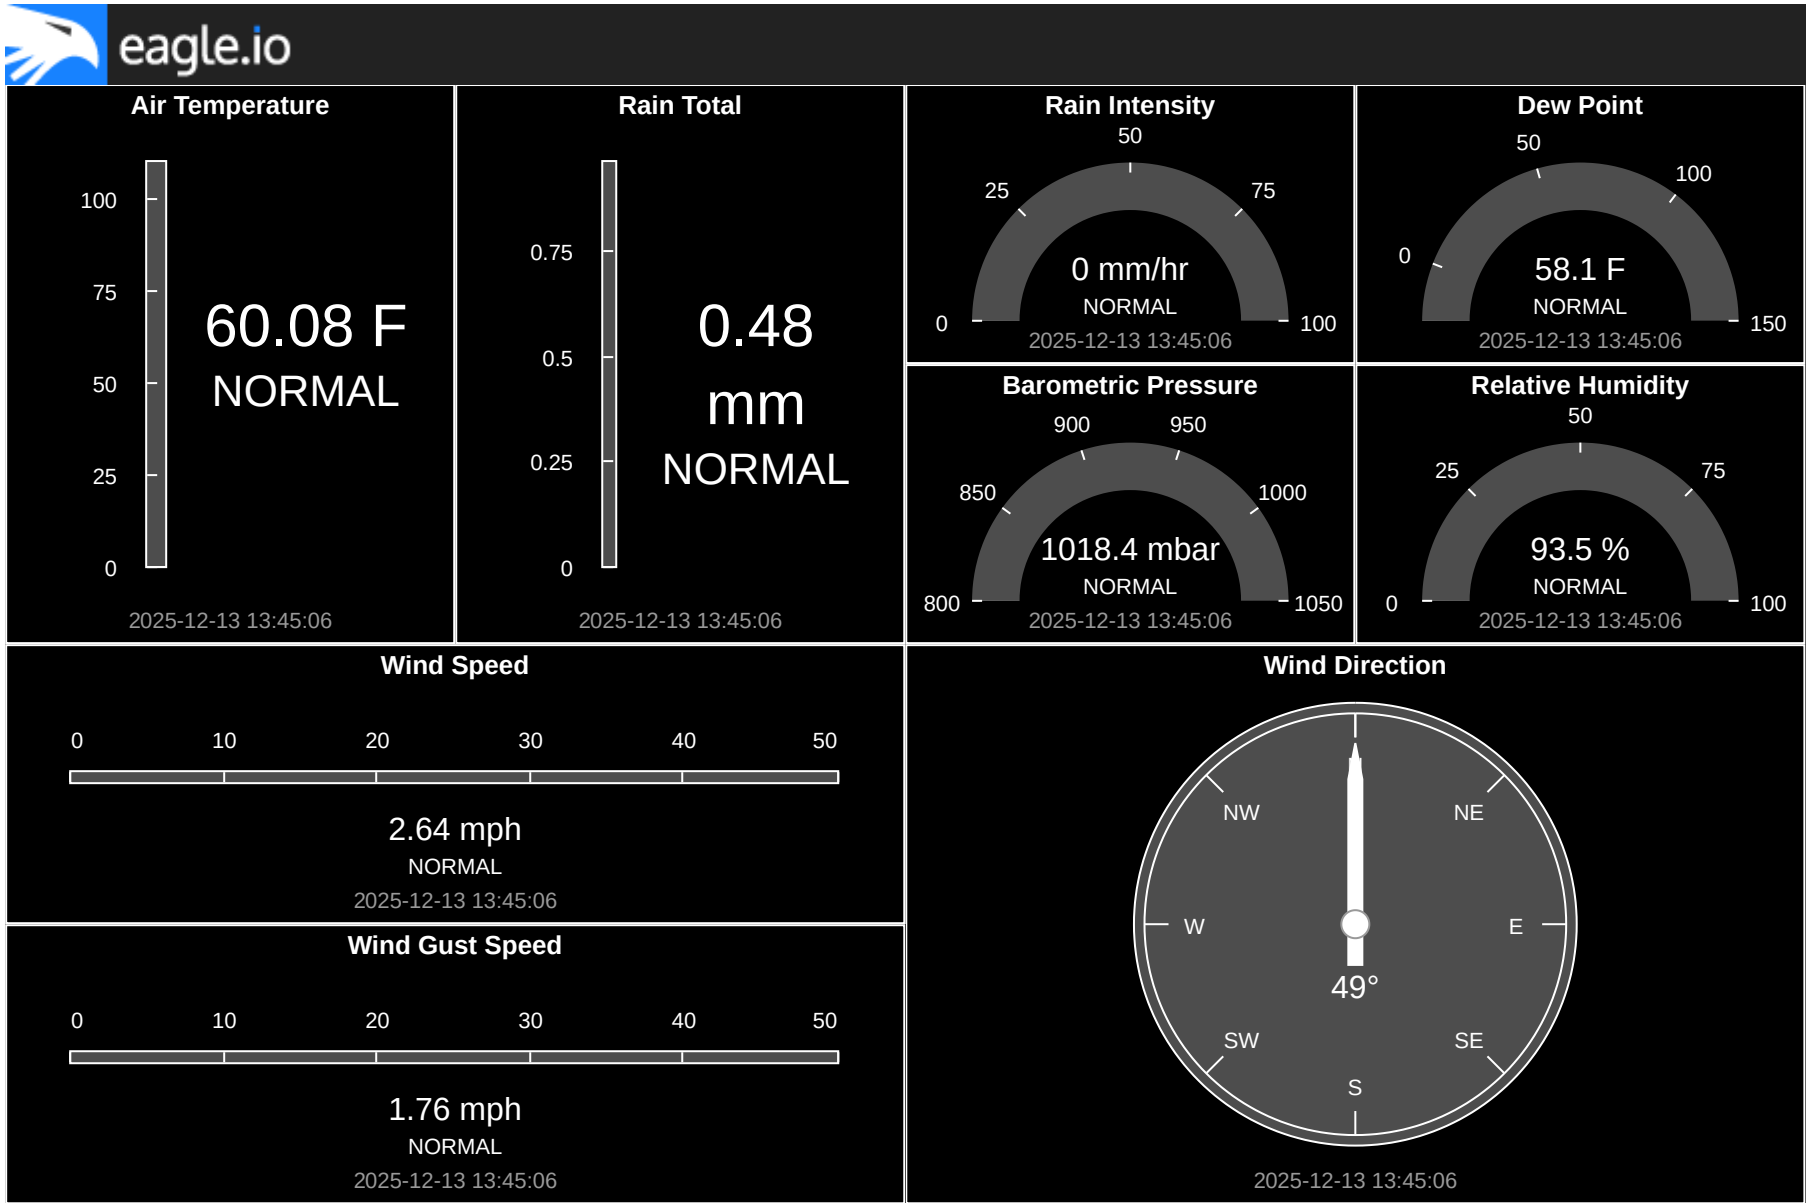 eagle.io
Air Temperature
100
75
50
25
0
60.08 F
NORMAL
2025-12-13 13:45:06
Rain Total
0.75
0.5
0.25
0
0.48
mm
NORMAL
2025-12-13 13:45:06
Rain Intensity
0
25
50
75
100
0 mm/hr
NORMAL
2025-12-13 13:45:06
Dew Point
0
50
100
150
58.1 F
NORMAL
2025-12-13 13:45:06
Barometric Pressure
800
850
900
950
1000
1050
1018.4 mbar
NORMAL
2025-12-13 13:45:06
Relative Humidity
0
25
50
75
100
93.5 %
NORMAL
2025-12-13 13:45:06
Wind Speed
0 10 20 30 40 50
2.64 mph
NORMAL
2025-12-13 13:45:06
Wind Gust Speed
0 10 20 30 40 50
1.76 mph
NORMAL
2025-12-13 13:45:06
Wind Direction
NW NE
W E
49°
SW SE
S
2025-12-13 13:45:06